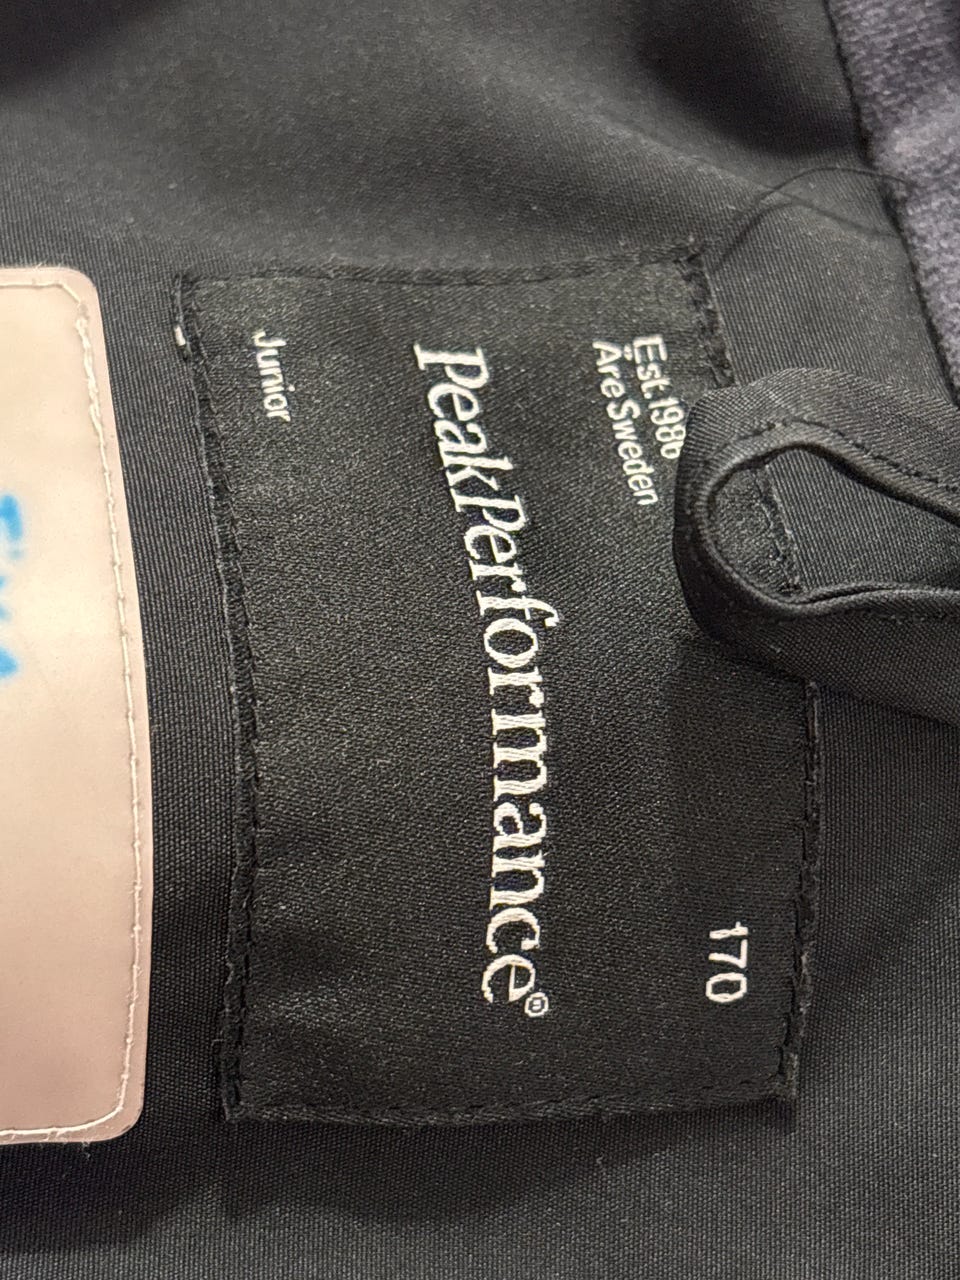 Est.1986
Åre Sweden
170
PeakPerformance®
Junior